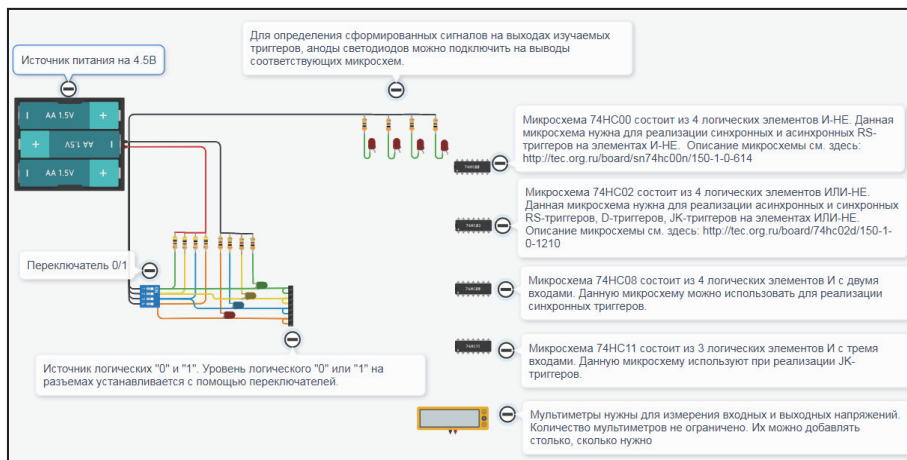 Для определения сформированных сигналов на выходах изучаемых
триггеров, аноды светодиодов можно подключить на выводы
соответствующих микросхем.
Источник питания на 4.5В
AA 1.5V
+
AA 1.5V
+
AA 1.5V
+
Микросхема 74HC00 состоит из 4 логических элементов И-НЕ. Данная
микросхема нужна для реализации синхронных и асинхронных RS-
триггеров на элементах И-НЕ. Описание микросхемы см. здесь:
http://tec.org.ru/board/sn74hc00n/150-1-0-614
Микросхема 74HC02 состоит из 4 логических элементов ИЛИ-НЕ.
Данная микросхема нужна для реализации асинхронных и синхронных
RS-триггеров, D-триггеров, JK-триггеров на элементах ИЛИ-НЕ.
Описание микросхемы см. здесь: http://tec.org.ru/board/74hc02d/150-1-
0-1210
Переключатель 0/1
Микросхема 74HC08 состоит из 4 логических элементов И с двумя
входами. Данную микросхему можно использовать для реализации
синхронных триггеров.
Микросхема 74HC11 состоит из 3 логических элементов И с тремя
входами. Данную микросхему используют при реализации JK-
триггеров.
Источник логических "0" и "1". Уровень логического "0" или "1" на
разъемах устанавливается с помощью переключателей.
Мультиметры нужны для измерения входных и выходных напряжений.
Количество мультиметров не ограничено. Их можно добавлять
столько, сколько нужно